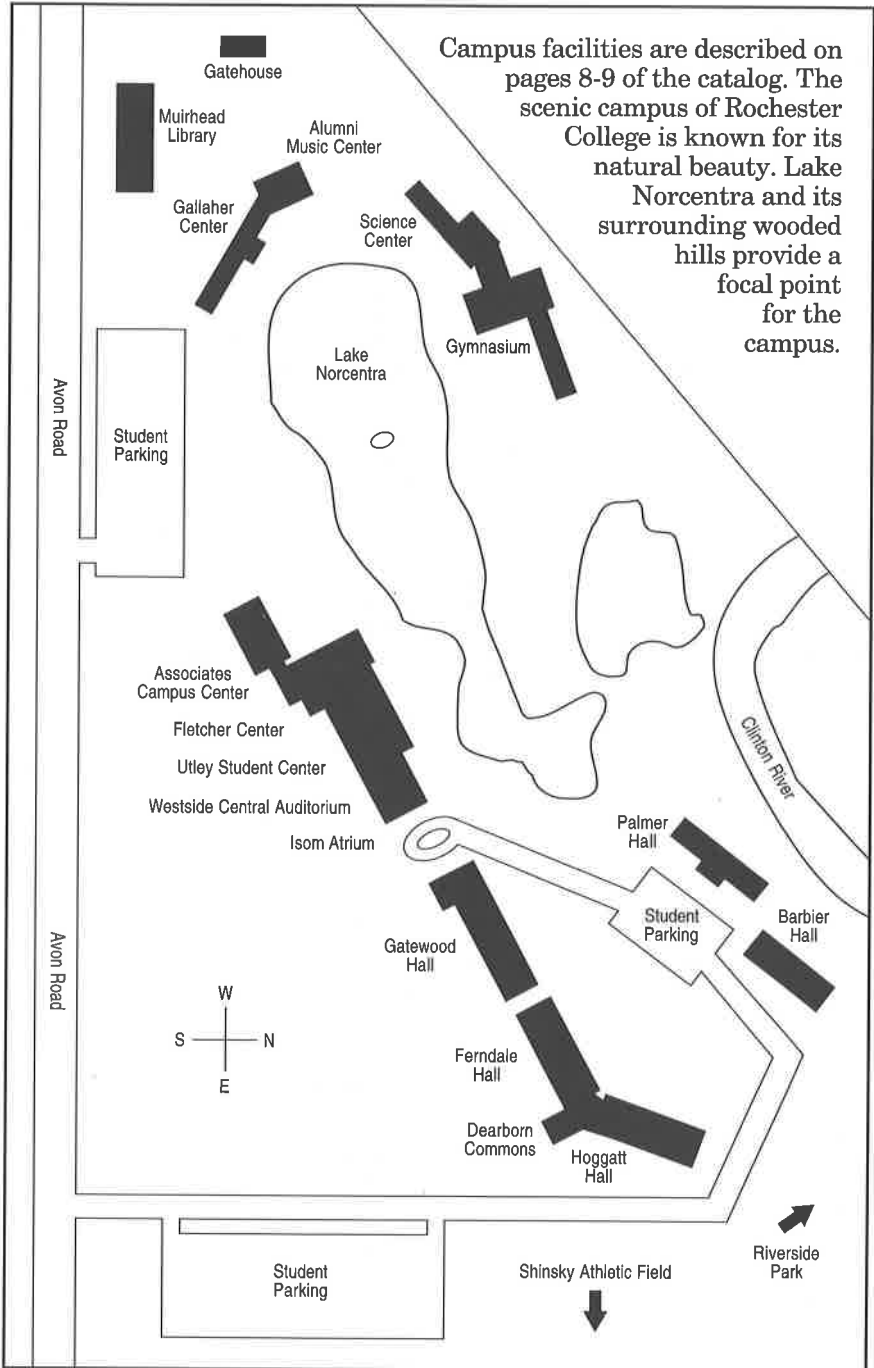 Campus facilities are described on
pages 8-9 of the catalog. The
scenic campus of Rochester
College is known for its
natural beauty. Lake
Norcentra and its
surrounding wooded
hills provide a
focal point
for the
campus.
Gatehouse
Muirhead
Library
Alumni
Music Center
Gallaher
Center
Science
Center
Gymnasium
Lake
Norcentra
Avon Road
Student
Parking
Associates
Campus Center
Fletcher Center
Utley Student Center
Westside Central Auditorium
Isom Atrium
Clinton River
Palmer
Hall
Barbier
Hall
Student
Parking
Gatewood
Hall
Avon Road
W
S N
E
Ferndale
Hall
Dearborn
Commons
Hoggatt
Hall
Riverside
Park
Student
Parking
Shinsky Athletic Field